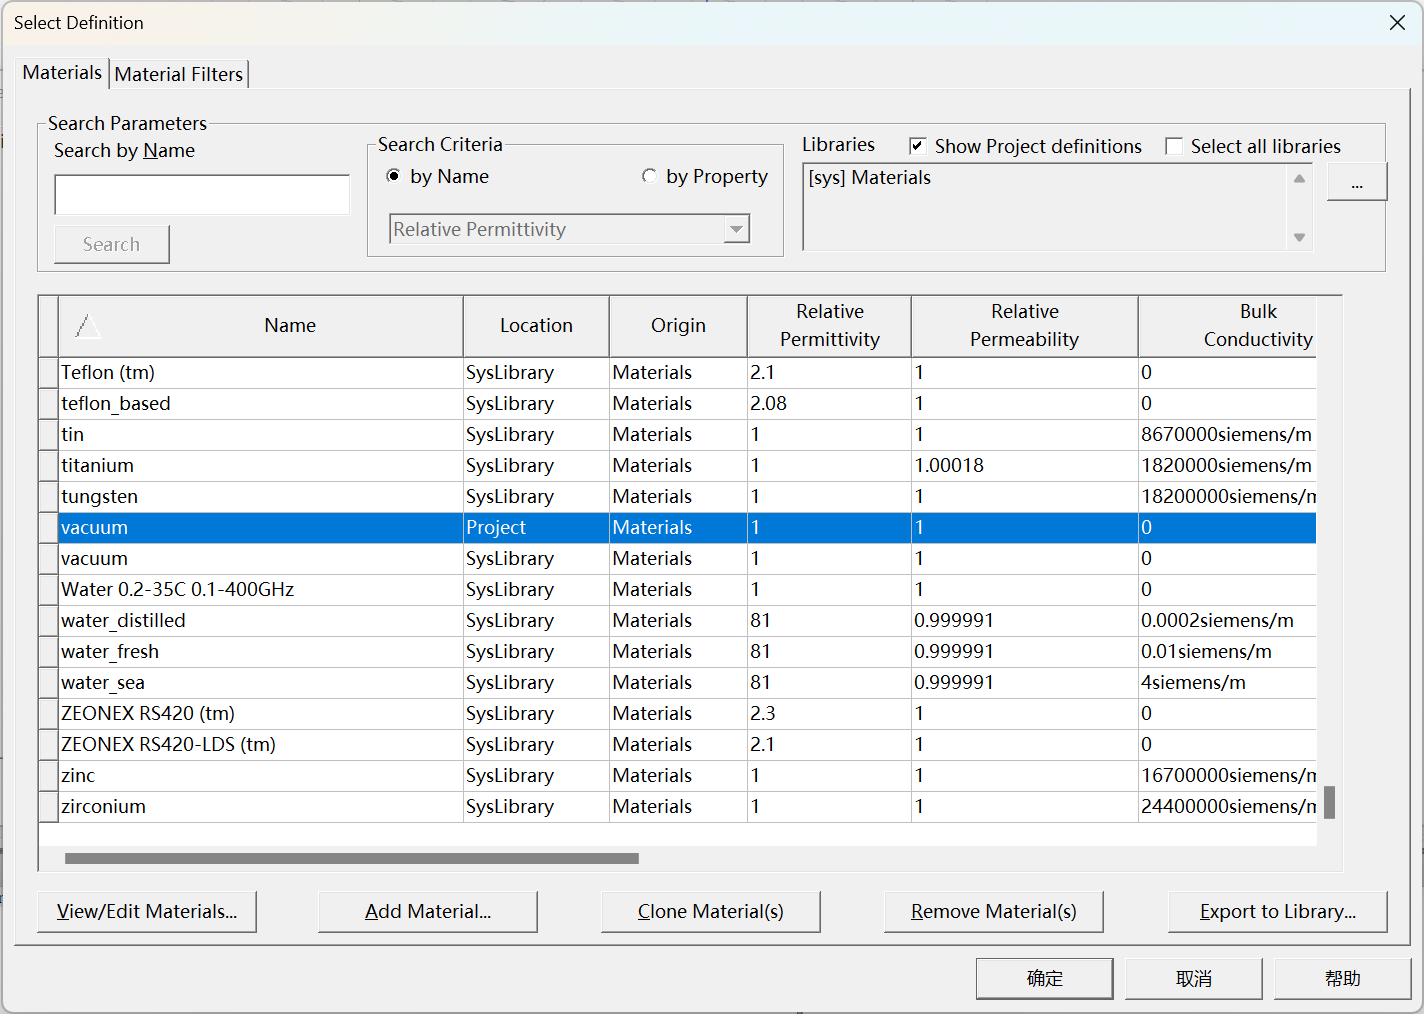 Select Definition
Materials
Material Filters
Search Parameters
Search by Name
Search
Search Criteria
by Name
by Property
Relative Permittivity
Libraries
Show Project definitions
Select all libraries
[sys] Materials
...
Name Location Origin Relative Permittivity Relative Permeability Bulk Conductivity
Teflon (tm) SysLibrary Materials 2.1 1 0
teflon_based SysLibrary Materials 2.08 1 0
tin SysLibrary Materials 1 1 8670000siemens/m
titanium SysLibrary Materials 1 1.00018 1820000siemens/m
tungsten SysLibrary Materials 1 1 18200000siemens/m
vacuum Project Materials 1 1 0
vacuum SysLibrary Materials 1 1 0
Water 0.2-35C 0.1-400GHz SysLibrary Materials 1 1 0
water_distilled SysLibrary Materials 81 0.999991 0.0002siemens/m
water_fresh SysLibrary Materials 81 0.999991 0.01siemens/m
water_sea SysLibrary Materials 81 0.999991 4siemens/m
ZEONEX RS420 (tm) SysLibrary Materials 2.3 1 0
ZEONEX RS420-LDS (tm) SysLibrary Materials 2.1 1 0
zinc SysLibrary Materials 1 1 16700000siemens/m
zirconium SysLibrary Materials 1 1 24400000siemens/m
View/Edit Materials...
Add Material...
Clone Material(s)
Remove Material(s)
Export to Library...
确定
取消
帮助